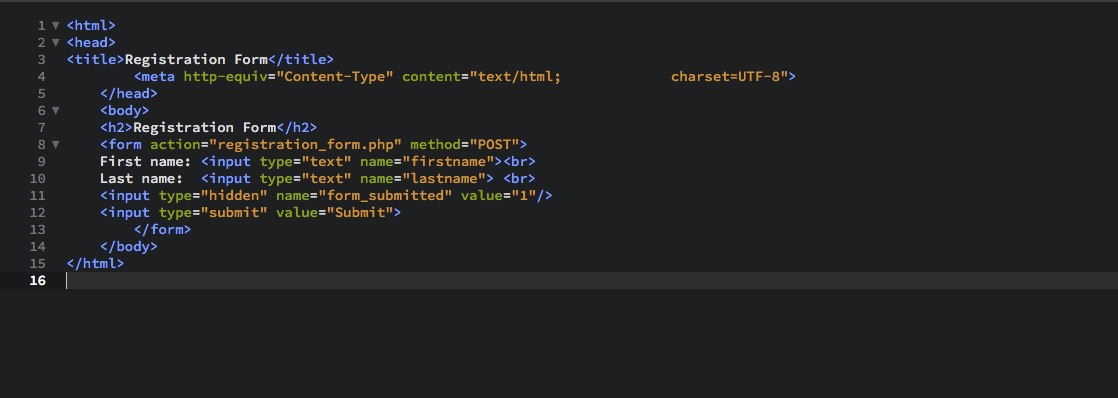 1 <html>
2 <head>
3 <title>Registration Form</title>
4         <meta http-equiv="Content-Type" content="text/html;             charset=UTF-8">
5     </head>
6     <body>
7     <h2>Registration Form</h2>
8     <form action="registration_form.php" method="POST">
9     First name: <input type="text" name="firstname"><br>
10     Last name:  <input type="text" name="lastname"> <br>
11     <input type="hidden" name="form_submitted" value="1"/>
12     <input type="submit" value="Submit">
13         </form>
14     </body>
15 </html>
16